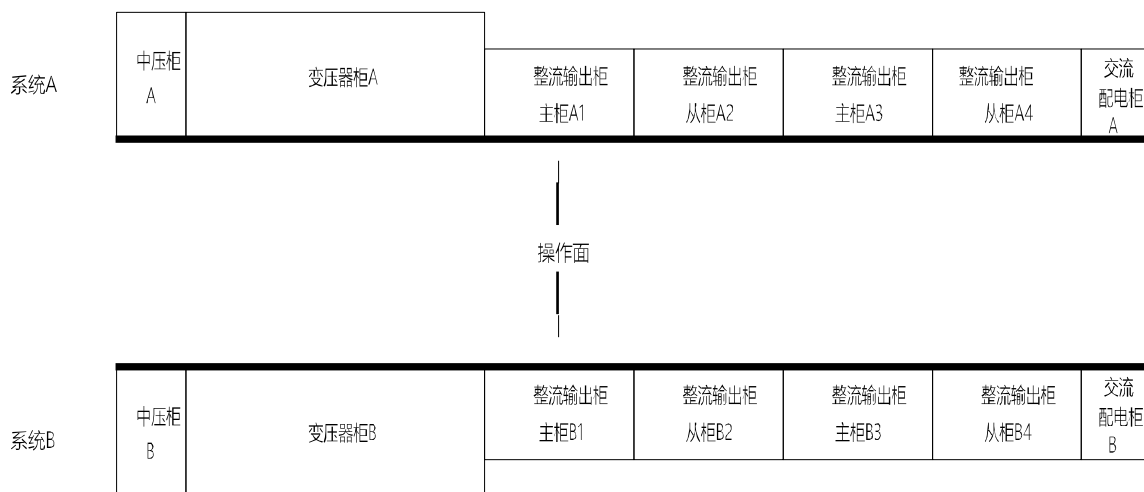 系统A
中压柜
A
变压器柜A
整流输出柜
主柜A1
整流输出柜
从柜A2
整流输出柜
主柜A3
整流输出柜
从柜A4
交流
配电柜
A
操作面
系统B
中压柜
B
变压器柜B
整流输出柜
主柜B1
整流输出柜
从柜B2
整流输出柜
主柜B3
整流输出柜
从柜B4
交流
配电柜
B